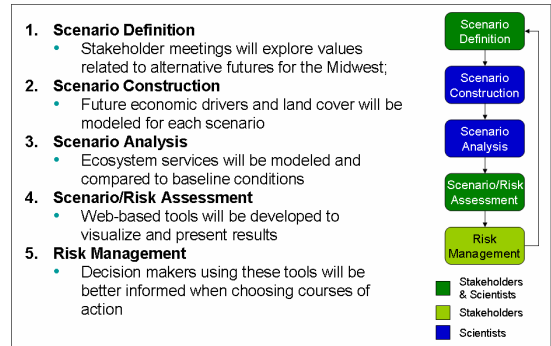 1. Scenario Definition
• Stakeholder meetings will explore values
related to alternative futures for the Midwest;
2. Scenario Construction
• Future economic drivers and land cover will be
modeled for each scenario
3. Scenario Analysis
• Ecosystem services will be modeled and
compared to baseline conditions
4. Scenario/Risk Assessment
• Web-based tools will be developed to
visualize and present results
5. Risk Management
• Decision makers using these tools will be
better informed when choosing courses of
action
Scenario
Definition
Scenario
Construction
Scenario
Analysis
Scenario/Risk
Assessment
Risk
Management
Stakeholders
& Scientists
Stakeholders
Scientists